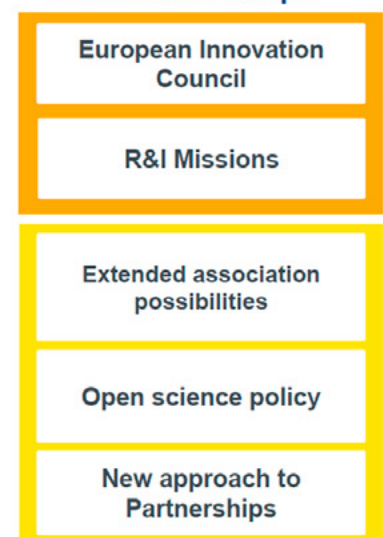 European Innovation
Council
R&I Missions
Extended association
possibilities
Open science policy
New approach to
Partnerships